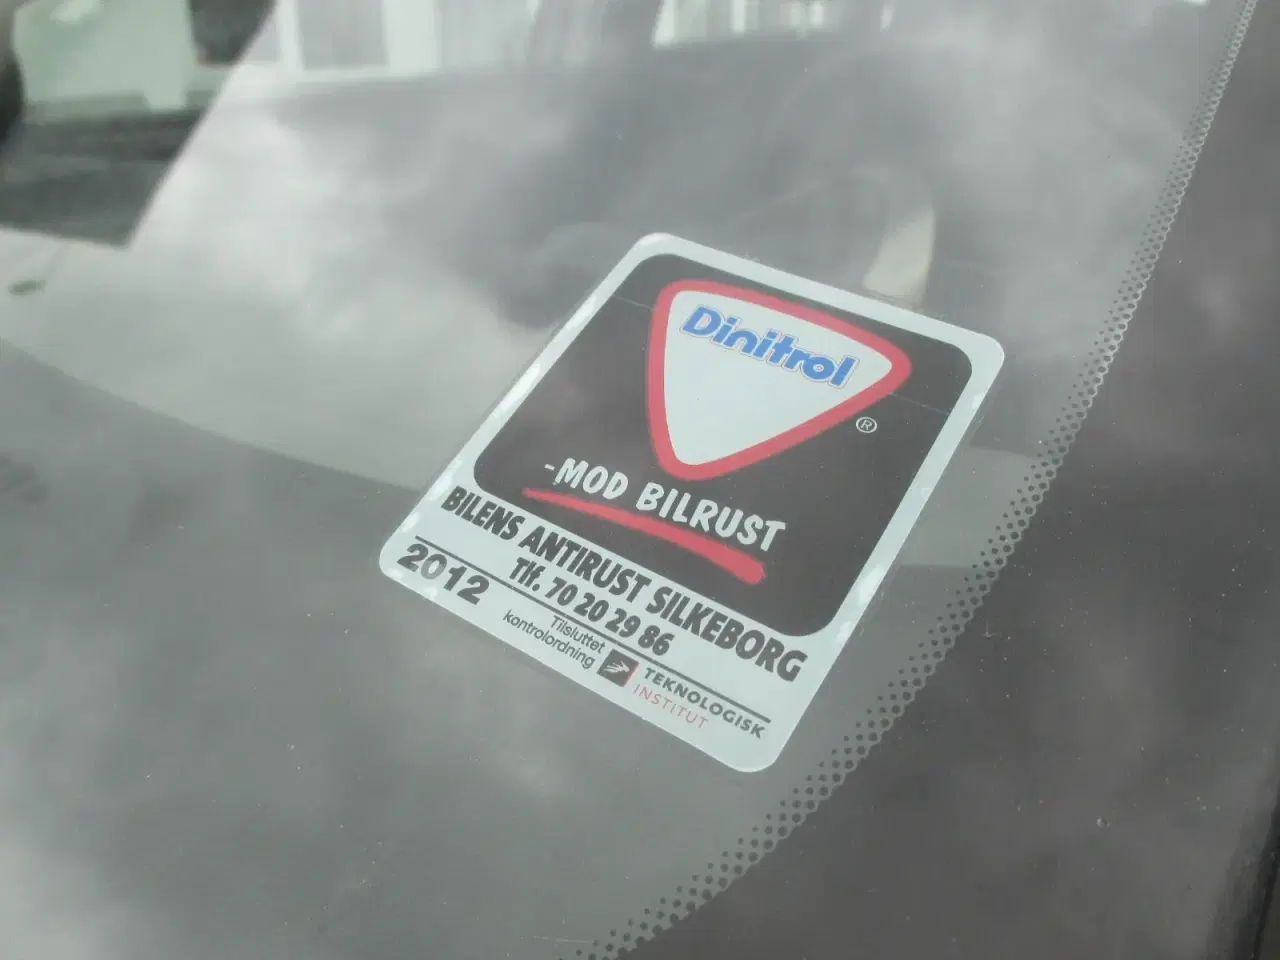 Dinitrol
®
-MOD BILRUST
BILENS ANTIRUST SILKEBORG
Tlf. 70 20 29 86
2012
Tilsluttet
kontrolordning
TEKNOLOGISK
INSTITUT